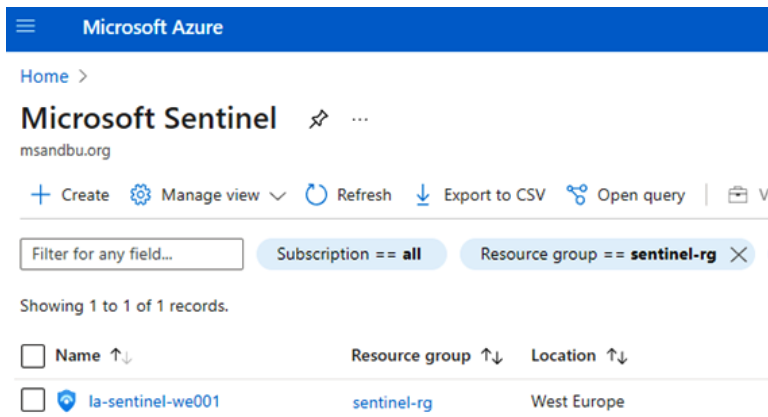 Microsoft Azure
Home >
Microsoft Sentinel ...
msandbu.org
+ Create Manage view Refresh Export to CSV Open query
Filter for any field... Subscription == all Resource group == sentinel-rg
Showing 1 to 1 of 1 records.
Name ↑↓ Resource group ↑↓ Location ↑↓
la-sentinel-we001 sentinel-rg West Europe